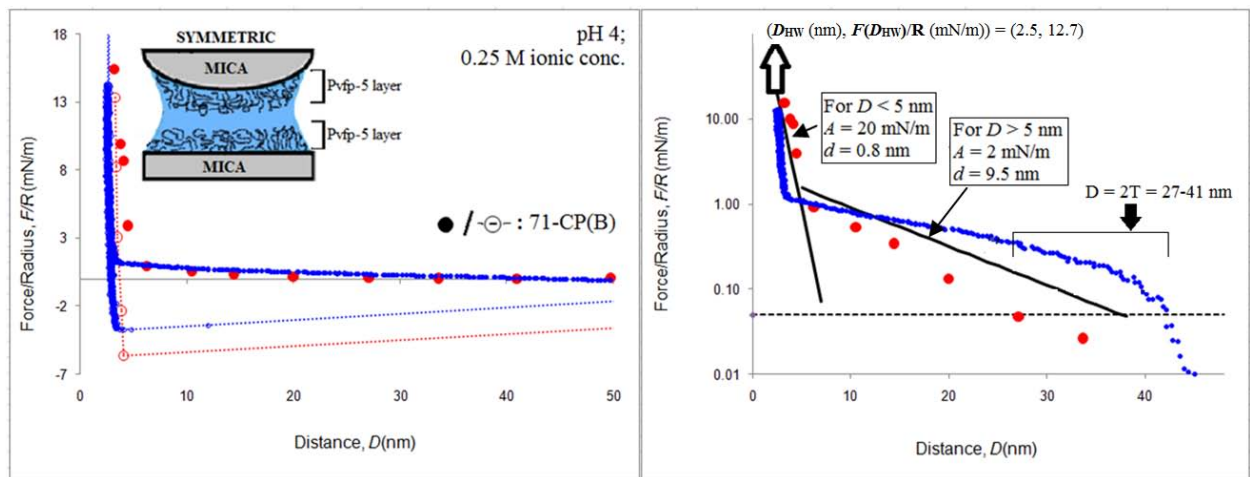 18
13
8
3
-2
-7
Force/Radius, F/R (mN/m)
0
10
20
30
40
50
Distance, D(nm)
SYMMETRIC
MICA
Pvfp-5 layer
Pvfp-5 layer
MICA
pH 4;
0.25 M ionic conc.
/ : 71-CP(B)
(DHW (nm), F(DHW)/R (mN/m)) = (2.5, 12.7)
10.00
1.00
0.10
0.01
Force/Radius, F/R (mN/m)
For D < 5 nm
A = 20 mN/m
d = 0.8 nm
For D > 5 nm
A = 2 mN/m
d = 9.5 nm
D = 2T = 27-41 nm
0
10
20
30
40
Distance, D(nm)